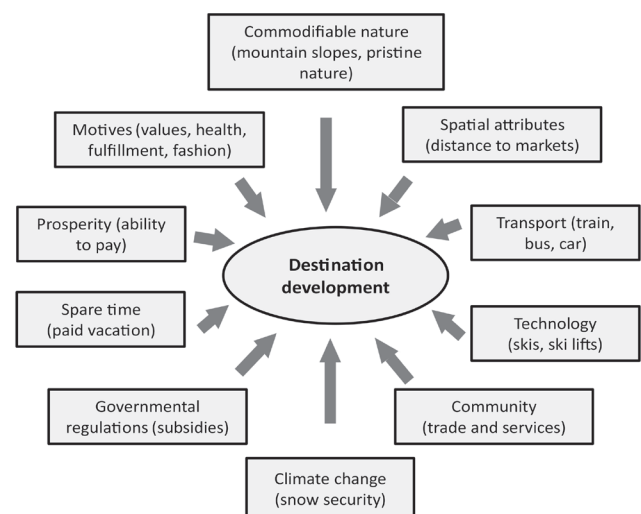 Commodifiable nature
(mountain slopes, pristine
nature)
Motives (values, health,
fulfillment, fashion)
Spatial attributes
(distance to markets)
Prosperity (ability
to pay)
Transport (train,
bus, car)
Destination
development
Spare time
(paid vacation)
Technology
(skis, ski lifts)
Governmental
regulations (subsidies)
Community
(trade and services)
Climate change
(snow security)